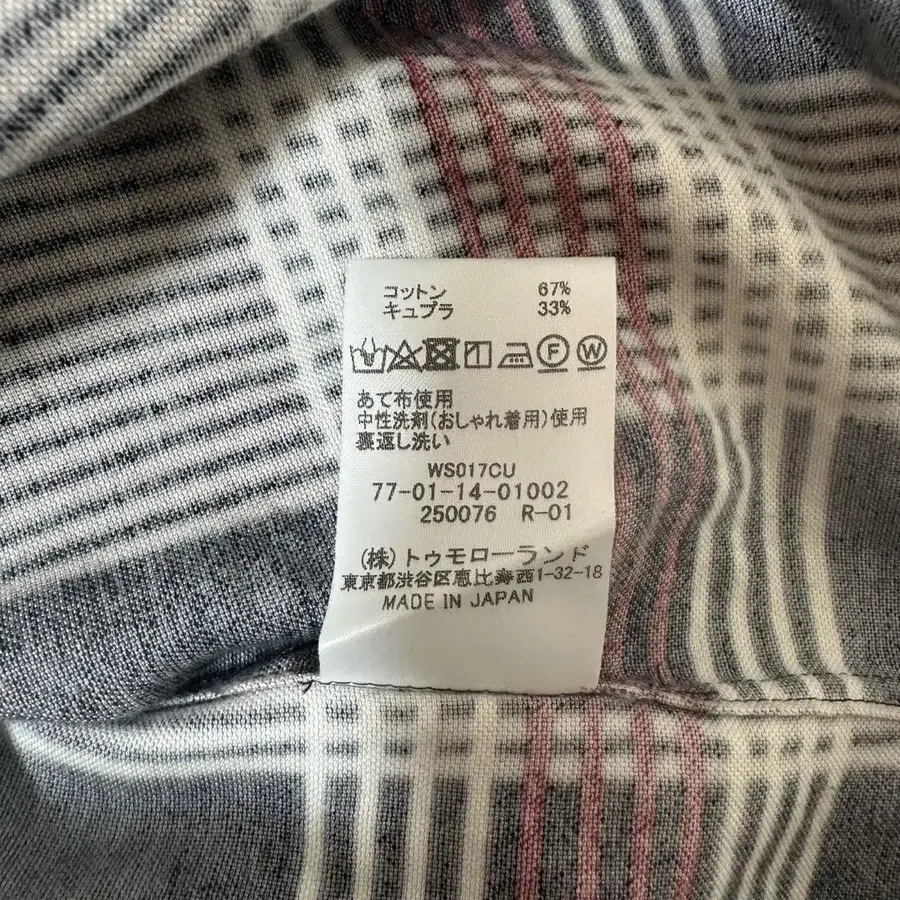 コットン 67%
キュプラ 33%
F W
あて布使用
中性洗剤(おしゃれ着用)使用
裏返し洗い
WS017CU
77-01-14-01002
250076 R-01
(株)トゥモローランド
東京都渋谷区恵比寿西1-32-18
MADE IN JAPAN